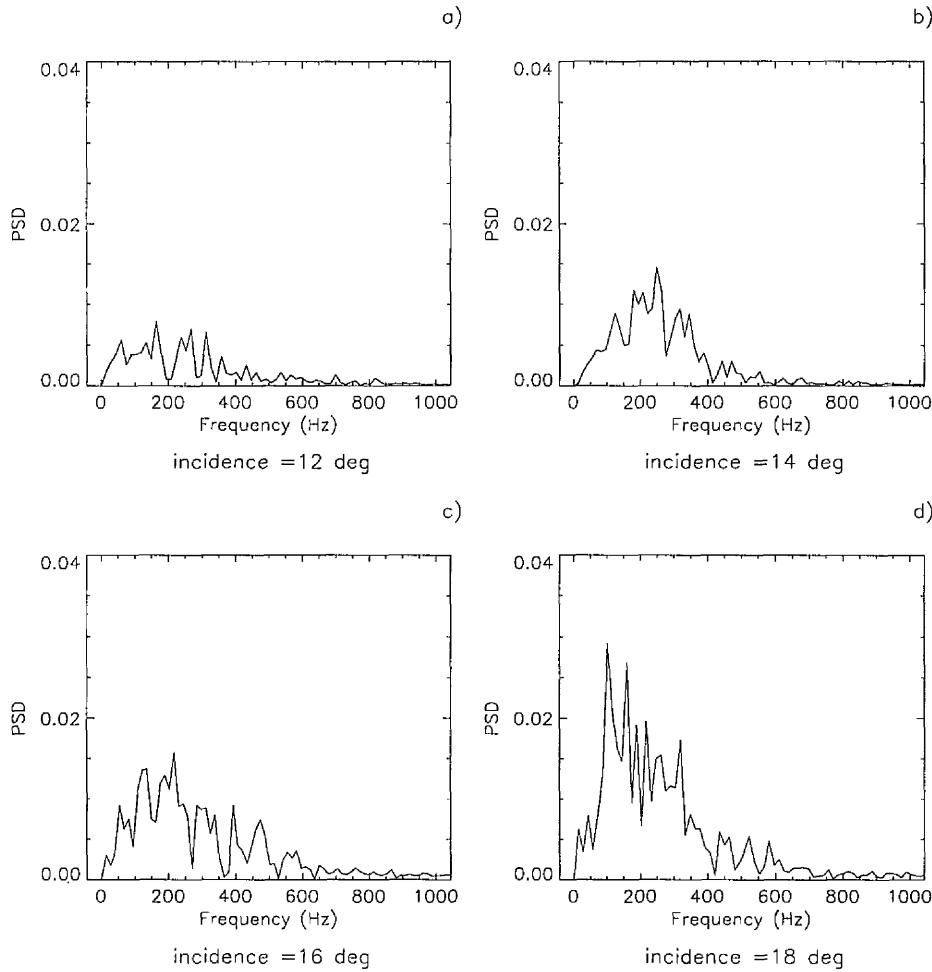 a)
0.04
0.02
0.00
PSD
0 200 400 600 800 1000
Frequency (Hz)
incidence =12 deg
b)
0.04
0.02
0.00
PSD
0 200 400 600 800 1000
Frequency (Hz)
incidence =14 deg
c)
0.04
0.02
0.00
PSD
0 200 400 600 800 1000
Frequency (Hz)
incidence =16 deg
d)
0.04
0.02
0.00
PSD
0 200 400 600 800 1000
Frequency (Hz)
incidence =18 deg